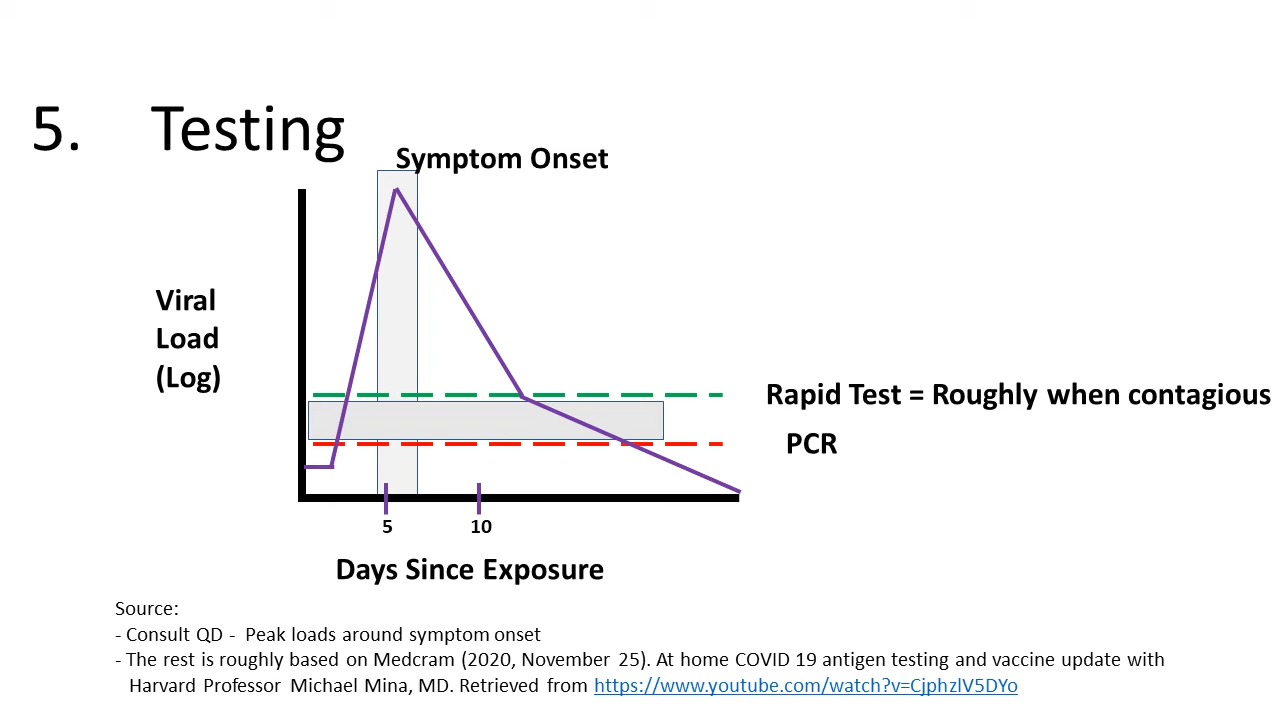 5. Testing
Symptom Onset
Viral
Load
(Log)
Rapid Test = Roughly when contagious
PCR
5
10
Days Since Exposure
Source:
- Consult QD - Peak loads around symptom onset
- The rest is roughly based on Medcram (2020, November 25). At home COVID 19 antigen testing and vaccine update with
Harvard Professor Michael Mina, MD. Retrieved from https://www.youtube.com/watch?v=CjphzlV5DYo